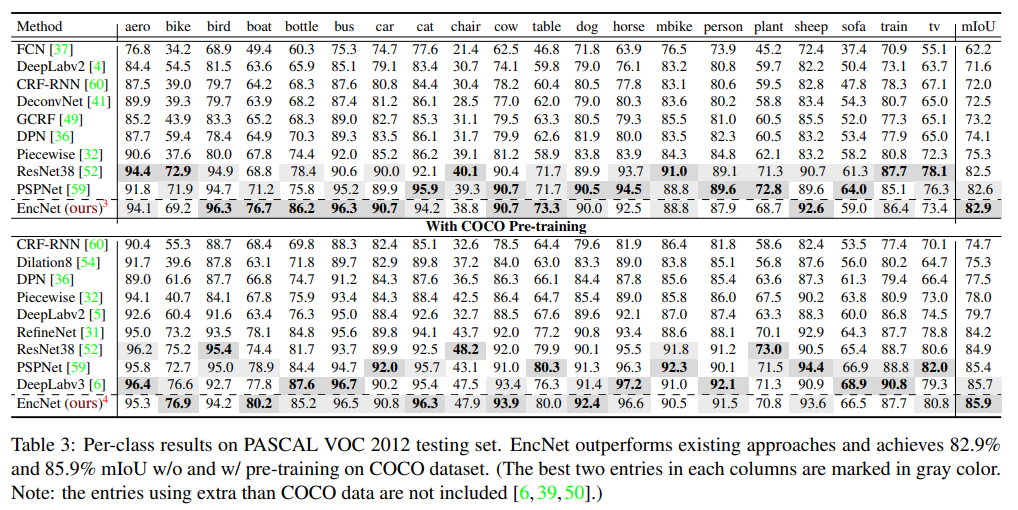 Method aero bike bird boat bottle bus car cat chair cow table dog horse mbike person plant sheep sofa train tv mIoU
FCN [37] 76.8 34.2 68.9 49.4 60.3 75.3 74.7 77.6 21.4 62.5 46.8 71.8 63.9 76.5 73.9 45.2 72.4 37.4 70.9 55.1 62.2
DeepLabv2 [4] 84.4 54.5 81.5 63.6 65.9 85.1 79.1 83.4 30.7 74.1 59.8 79.0 76.1 83.2 80.8 59.7 82.2 50.4 73.1 63.7 71.6
CRF-RNN [60] 87.5 39.0 79.7 64.2 68.3 87.6 80.8 84.4 30.4 78.2 60.4 80.5 77.8 83.1 80.6 59.5 82.8 47.8 78.3 67.1 72.0
DeconvNet [41] 89.9 39.3 79.7 63.9 68.2 87.4 81.2 86.1 28.5 77.0 62.0 79.0 80.3 83.6 80.2 58.8 83.4 54.3 80.7 65.0 72.5
GCRF [49] 85.2 43.9 83.3 65.2 68.3 89.0 82.7 85.3 31.1 79.5 63.3 80.5 79.3 85.5 81.0 60.5 85.5 52.0 77.3 65.1 73.2
DPN [36] 87.7 59.4 78.4 64.9 70.3 89.3 83.5 86.1 31.7 79.9 62.6 81.9 80.0 83.5 82.3 60.5 83.2 53.4 77.9 65.0 74.1
Piecewise [32] 90.6 37.6 80.0 67.8 74.4 92.0 85.2 86.2 39.1 81.2 58.9 83.8 83.9 84.3 84.8 62.1 83.2 58.2 80.8 72.3 75.3
ResNet38 [52] 94.4 72.9 94.9 68.8 78.4 90.6 90.0 92.1 40.1 90.4 71.7 89.9 93.7 91.0 89.1 71.3 90.7 61.3 87.7 78.1 82.5
PSPNet [59] 91.8 71.9 94.7 71.2 75.8 95.2 89.9 95.9 39.3 90.7 71.7 90.5 94.5 88.8 89.6 72.8 89.6 64.0 85.1 76.3 82.6
EncNet (ours)3 94.1 69.2 96.3 76.7 86.2 96.3 90.7 94.2 38.8 90.7 73.3 90.0 92.5 88.8 87.9 68.7 92.6 59.0 86.4 73.4 82.9
With COCO Pre-training
CRF-RNN [60] 90.4 55.3 88.7 68.4 69.8 88.3 82.4 85.1 32.6 78.5 64.4 79.6 81.9 86.4 81.8 58.6 82.4 53.5 77.4 70.1 74.7
Dilation8 [54] 91.7 39.6 87.8 63.1 71.8 89.7 82.9 89.8 37.2 84.0 63.0 83.3 89.0 83.8 85.1 56.8 87.6 56.0 80.2 64.7 75.3
DPN [36] 89.0 61.6 87.7 66.8 74.7 91.2 84.3 87.6 36.5 86.3 66.1 84.4 87.8 85.6 85.4 63.6 87.3 61.3 79.4 66.4 77.5
Piecewise [32] 94.1 40.7 84.1 67.8 75.9 93.4 84.3 88.4 42.5 86.4 64.7 85.4 89.0 85.8 86.0 67.5 90.2 63.8 80.9 73.0 78.0
DeepLabv2 [5] 92.6 60.4 91.6 63.4 76.3 95.0 88.4 92.6 32.7 88.5 67.6 89.6 92.1 87.0 87.4 63.3 88.3 60.0 86.8 74.5 79.7
RefineNet [31] 95.0 73.2 93.5 78.1 84.8 95.6 89.8 94.1 43.7 92.0 77.2 90.8 93.4 88.6 88.1 70.1 92.9 64.3 87.7 78.8 84.2
ResNet38 [52] 96.2 75.2 95.4 74.4 81.7 93.7 89.9 92.5 48.2 92.0 79.9 90.1 95.5 91.8 91.2 73.0 90.5 65.4 88.7 80.6 84.9
PSPNet [59] 95.8 72.7 95.0 78.9 84.4 94.7 92.0 95.7 43.1 91.0 80.3 91.3 96.3 92.3 90.1 71.5 94.4 66.9 88.8 82.0 85.4
DeepLabv3 [6] 96.4 76.6 92.7 77.8 87.6 96.7 90.2 95.4 47.5 93.4 76.3 91.4 97.2 91.0 92.1 71.3 90.9 68.9 90.8 79.3 85.7
EncNet (ours)4 95.3 76.9 94.2 80.2 85.2 96.5 90.8 96.3 47.9 93.9 80.0 92.4 96.6 90.5 91.5 70.8 93.6 66.5 87.7 80.8 85.9
Table 3: Per-class results on PASCAL VOC 2012 testing set. EncNet outperforms existing approaches and achieves 82.9%
and 85.9% mIoU w/o and w/ pre-training on COCO dataset. (The best two entries in each columns are marked in gray color.
Note: the entries using extra than COCO data are not included [6, 39, 50].)